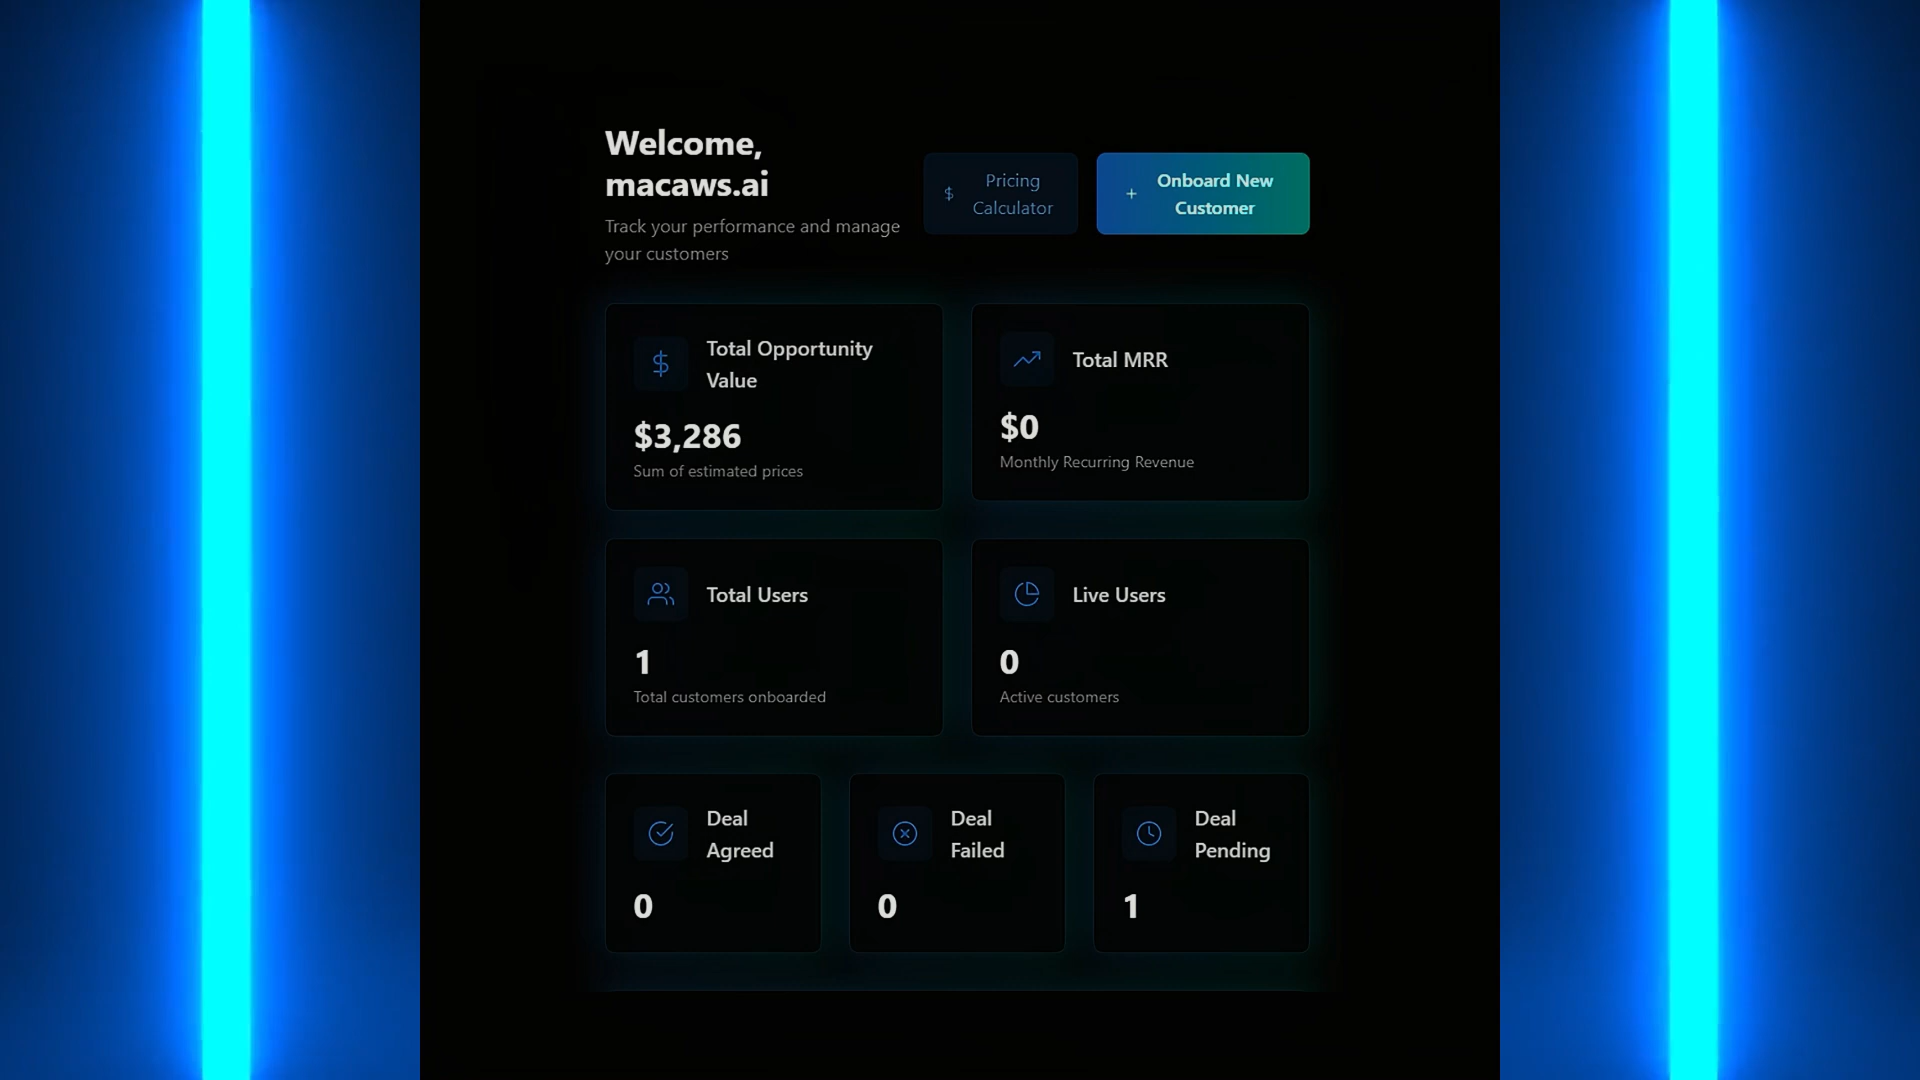 Welcome,
macaws.ai
Track your performance and manage
your customers
$ Pricing
Calculator
+ Onboard New
Customer
Total Opportunity
Value
$3,286
Sum of estimated prices
Total MRR
$0
Monthly Recurring Revenue
Total Users
1
Total customers onboarded
Live Users
0
Active customers
Deal
Agreed
0
Deal
Failed
0
Deal
Pending
1